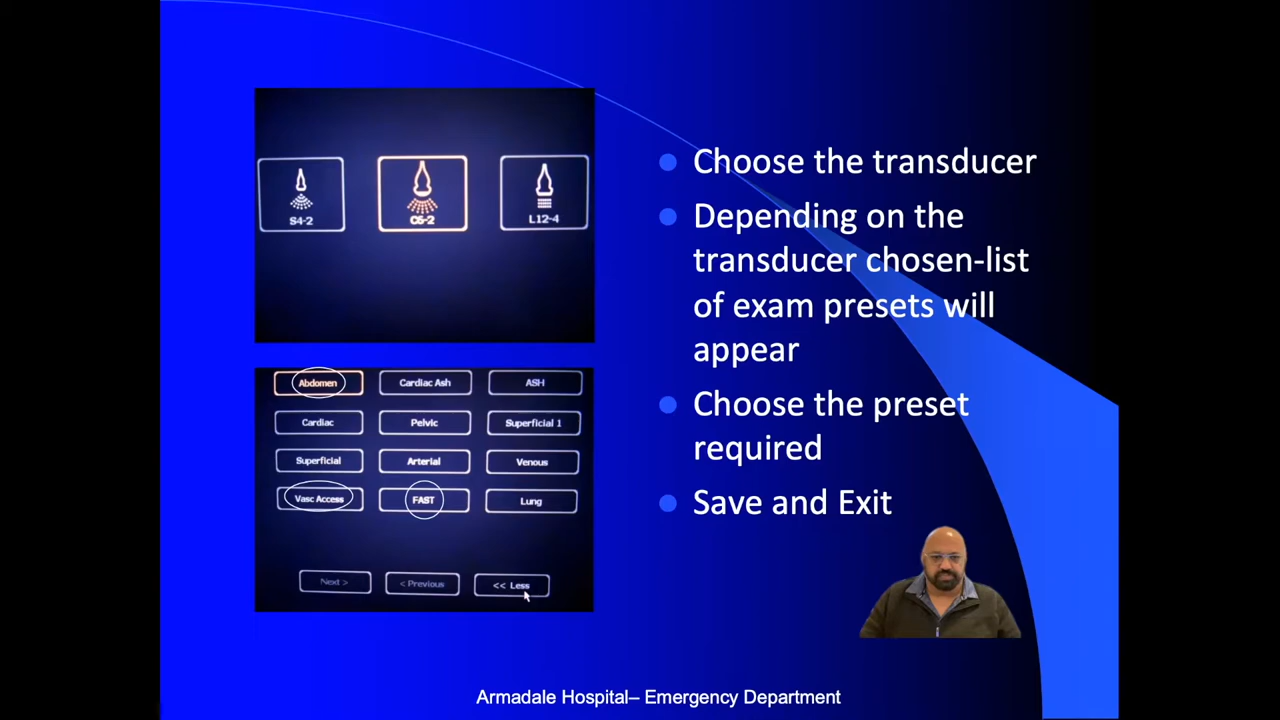 S4-2
C5-2
L12-4
Abdomen
Cardiac Ash
ASH
Cardiac
Pelvic
Superficial 1
Superficial
Arterial
Venous
Vasc Access
FAST
Lung
Next >
< Previous
<< Less
Choose the transducer
Depending on the
transducer chosen-list
of exam presets will
appear
Choose the preset
required
Save and Exit
Armadale Hospital– Emergency Department